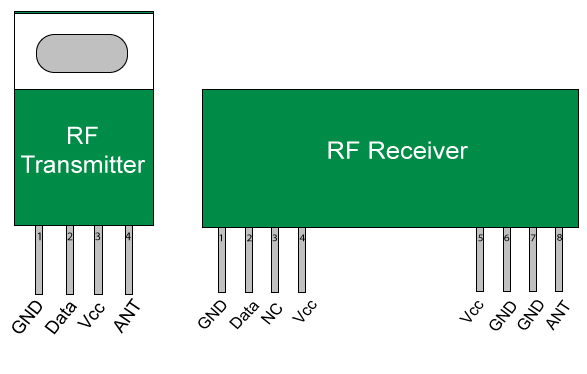 RF
Transmitter
RF Receiver
1 2 3 4
1 2 3 4 5 6 7 8
GND Data Vcc ANT
GND Data NC Vcc Vcc GND GND ANT